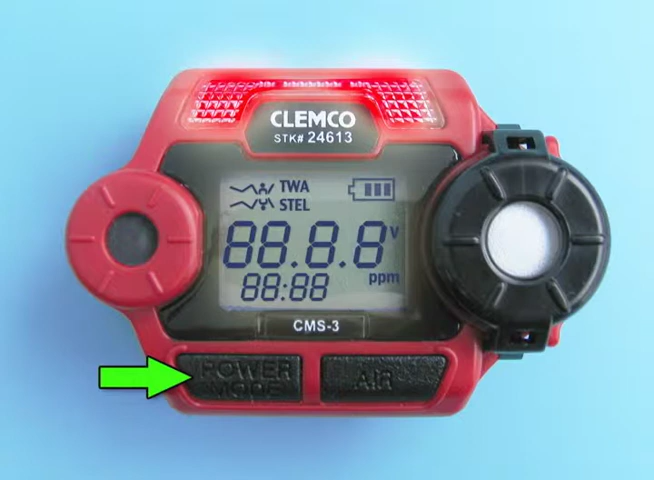 CLEMCO
STK# 24613
TWA
STEL
88.8.8 V
88:88 ppm
CMS-3
POWER
MODE
AIR